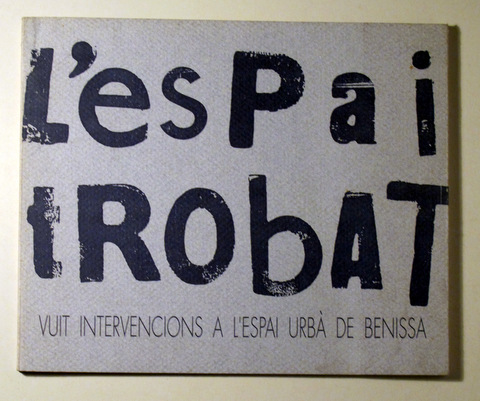 L'esPai
tRObAT
VUIT INTERVENCIONS A L'ESPAI URBÀ DE BENISSA